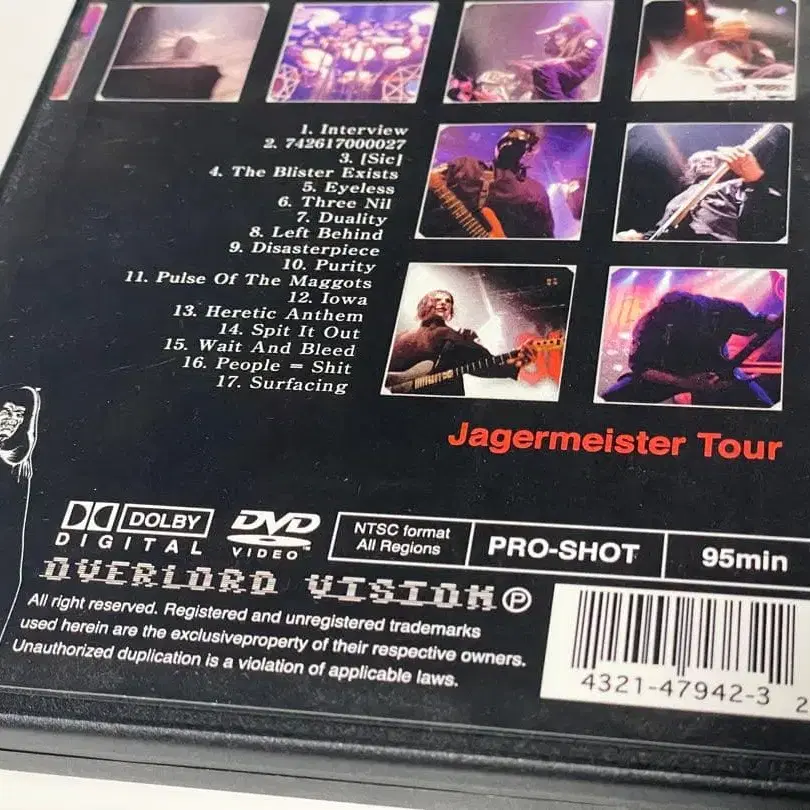 1. Interview
2. 742617000027
3. [Sic]
4. The Blister Exists
5. Eyeless
6. Three Nil
7. Duality
8. Left Behind
9. Disasterpiece
10. Purity
11. Pulse Of The Maggots
12. Iowa
13. Heretic Anthem
14. Spit It Out
15. Wait And Bleed
16. People = Shit
17. Surfacing
Jagermeister Tour
DOLBY
DIGITAL
DVD
VIDEO™
NTSC format
All Regions
PRO-SHOT
95min
OVERLORD VISION Ⓟ
All right reserved. Registered and unregistered trademarks
used herein are the exclusiveproperty of their respective owners.
Unauthorized duplication is a violation of applicable laws.
4321-47942-3 2